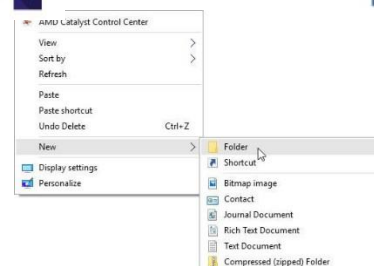 AMD Catalyst Control Center
View
Sort by
Refresh
Paste
Paste shortcut
Undo Delete Ctrl+Z
New
Display settings
Personalize
Folder
Shortcut
Bitmap image
Contact
Journal Document
Rich Text Document
Text Document
Compressed (zipped) Folder